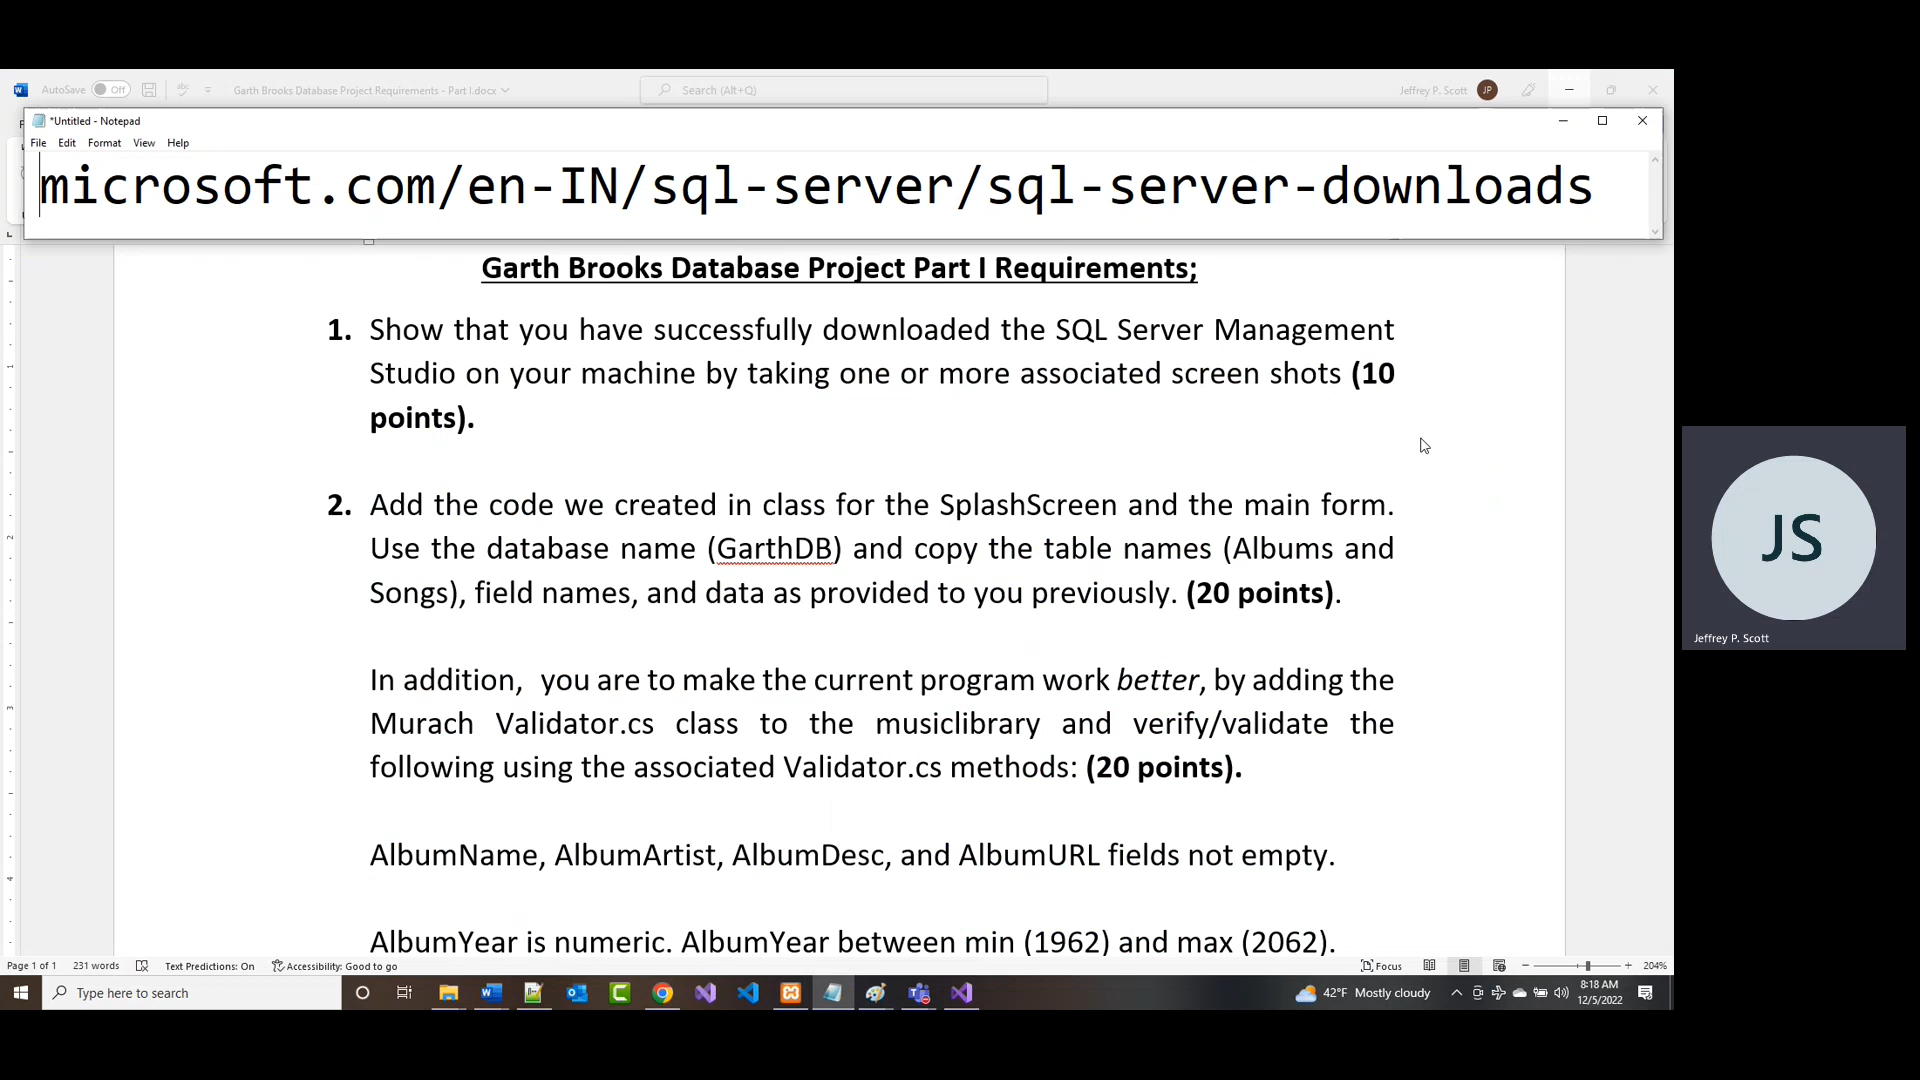 AutoSave Off Garth Brooks Database Project Requirements - Part I.docx Search (Alt+Q) Jeffrey P. Scott JP
*Untitled - Notepad
File Edit Format View Help
microsoft.com/en-IN/sql-server/sql-server-downloads
Garth Brooks Database Project Part I Requirements;
1. Show that you have successfully downloaded the SQL Server Management
Studio on your machine by taking one or more associated screen shots (10
points).
2. Add the code we created in class for the SplashScreen and the main form.
Use the database name (GarthDB) and copy the table names (Albums and
Songs), field names, and data as provided to you previously. (20 points).
In addition, you are to make the current program work better, by adding the
Murach Validator.cs class to the musiclibrary and verify/validate the
following using the associated Validator.cs methods: (20 points).
AlbumName, AlbumArtist, AlbumDesc, and AlbumURL fields not empty.
AlbumYear is numeric. AlbumYear between min (1962) and max (2062).
JS
Jeffrey P. Scott
Page 1 of 1 231 words Text Predictions: On Accessibility: Good to go Focus 204%
Type here to search 42°F Mostly cloudy 8:18 AM
12/5/2022